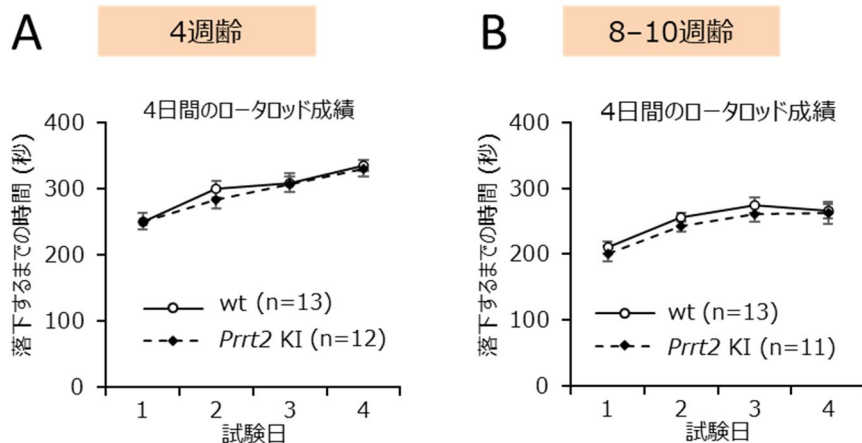 A
4週齢
4日間のロータロッド成績
落下するまでの時間 (秒)
400
300
200
100
0
wt (n=13)
Prrt2 KI (n=12)
1 2 3 4
試験日
B
8–10週齢
4日間のロータロッド成績
落下するまでの時間 (秒)
400
300
200
100
0
wt (n=13)
Prrt2 KI (n=11)
1 2 3 4
試験日